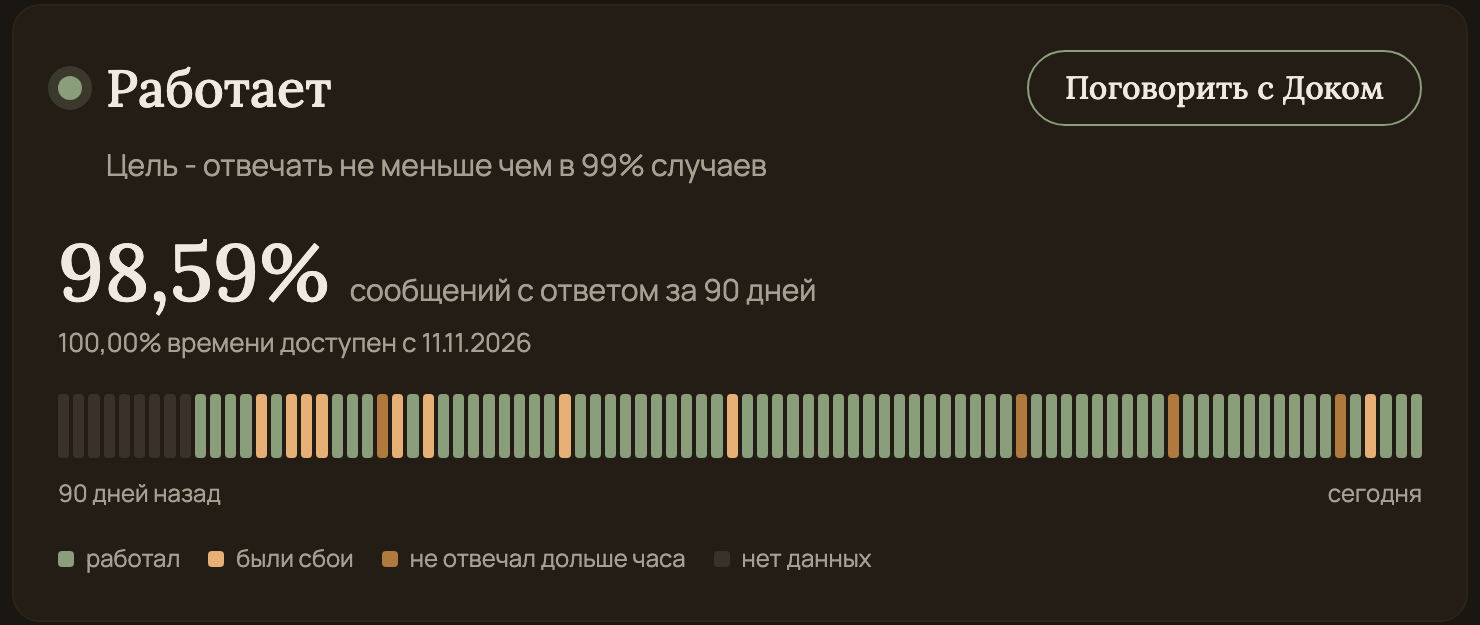 Работает
Поговорить с Доком
Цель - отвечать не меньше чем в 99% случаев
98,59% сообщений с ответом за 90 дней
100,00% времени доступен с 11.11.2026
90 дней назад
сегодня
работал
были сбои
не отвечал дольше часа
нет данных